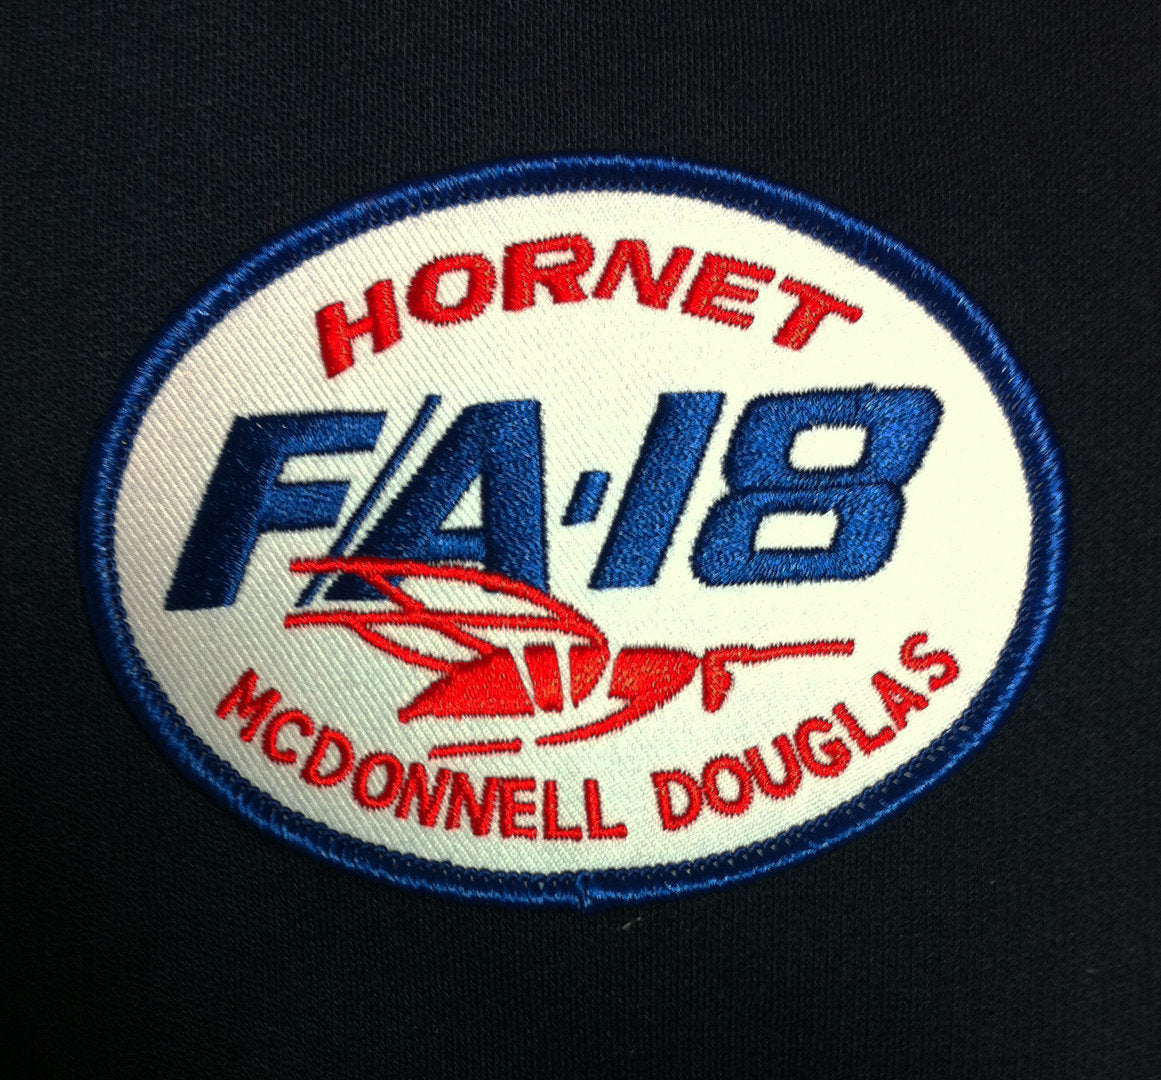 HORNET
F/A-18
MCDONNELL DOUGLAS